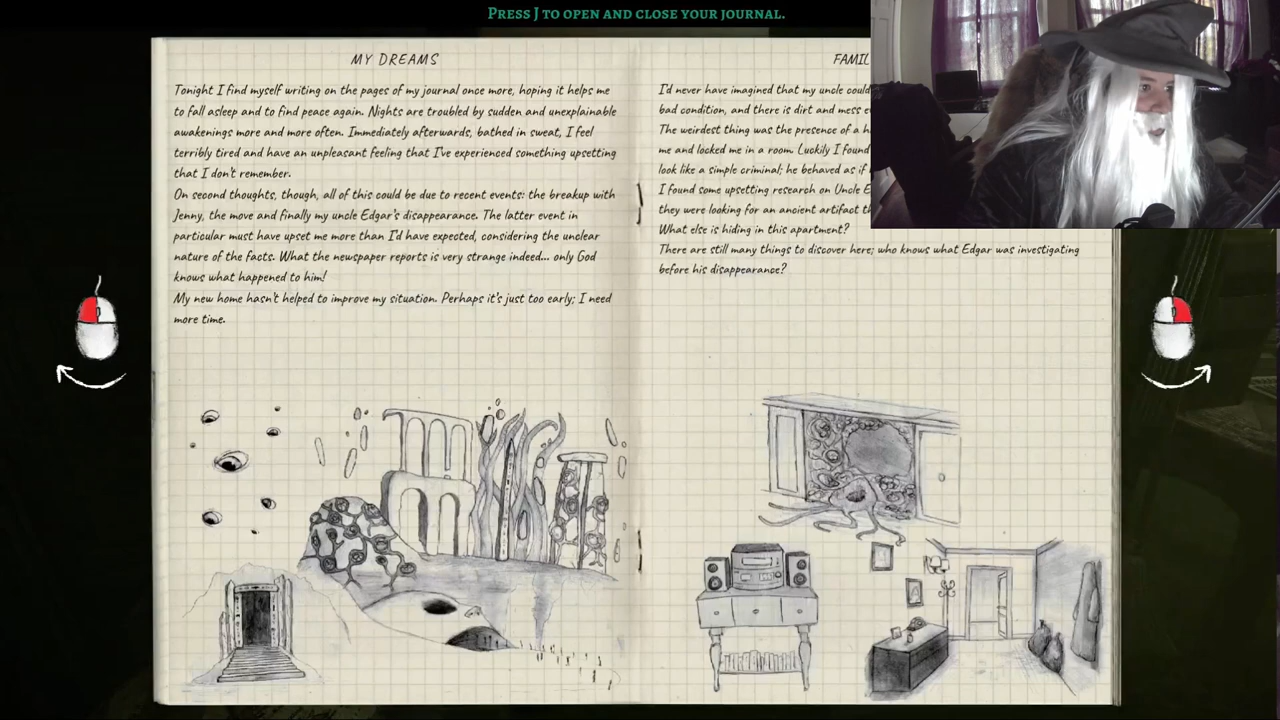 PRESS J TO OPEN AND CLOSE YOUR JOURNAL.
MY DREAMS
Tonight I find myself writing on the pages of my journal once more, hoping it helps me
to fall asleep and to find peace again. Nights are troubled by sudden and unexplainable
awakenings more and more often. Immediately afterwards, bathed in sweat, I feel
terribly tired and have an unpleasant feeling that I've experienced something upsetting
that I don't remember.
On second thoughts, though, all of this could be due to recent events: the breakup with
Jenny, the move and finally my uncle Edgar's disappearance. The latter event in
particular must have upset me more than I'd have expected, considering the unclear
nature of the facts. What the newspaper reports is very strange indeed... only God
knows what happened to him!
My new home hasn't helped to improve my situation. Perhaps it's just too early; I need
more time.
I'd never have imagined that my uncle could
bad condition, and there is dirt and mess
The weirdest thing was the presence of a
me and locked me in a room. Luckily I found
look like a simple criminal; he behaved as if
I found some upsetting research on Uncle
they were looking for an ancient artifact
What else is hiding in this apartment?
There are still many things to discover here; who knows what Edgar was investigating
before his disappearance?